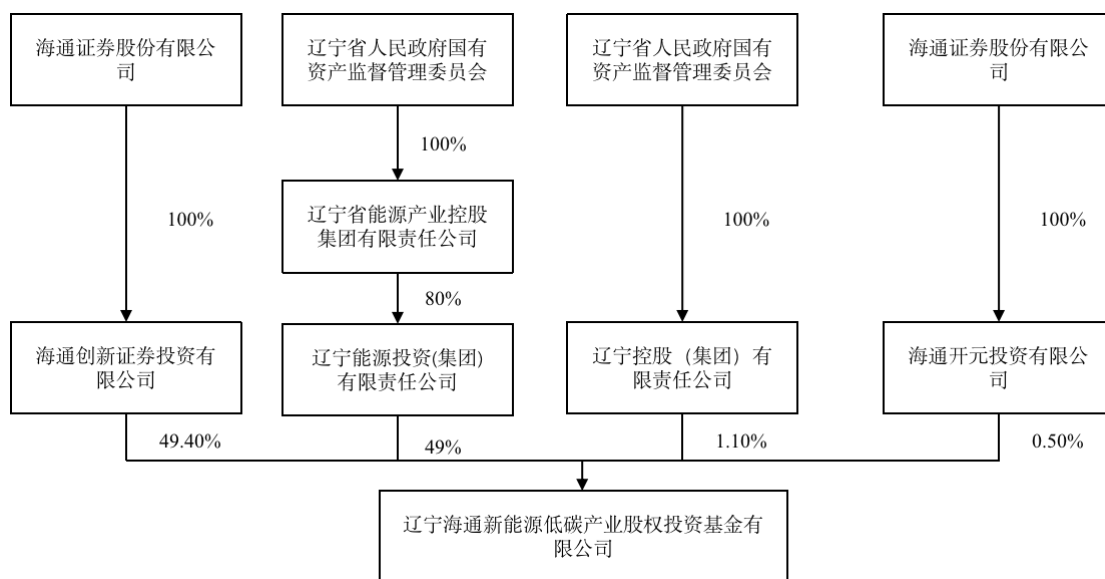 海通证券股份有限公
司
辽宁省人民政府国有
资产监督管理委员会
辽宁省人民政府国有
资产监督管理委员会
海通证券股份有限公
司
100%
辽宁省能源产业控股
集团有限责任公司
100%
100%
100%
80%
海通创新证券投资有
限公司
辽宁能源投资(集团)
有限责任公司
辽宁控股（集团）有
限责任公司
海通开元投资有限公
司
49.40%
49%
1.10%
0.50%
辽宁海通新能源低碳产业股权投资基金有
限公司